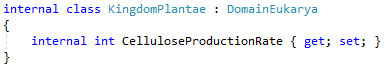 internal class KingdomPlantae : DomainEukarya
{
    internal int CelluloseProductionRate { get; set; }
}